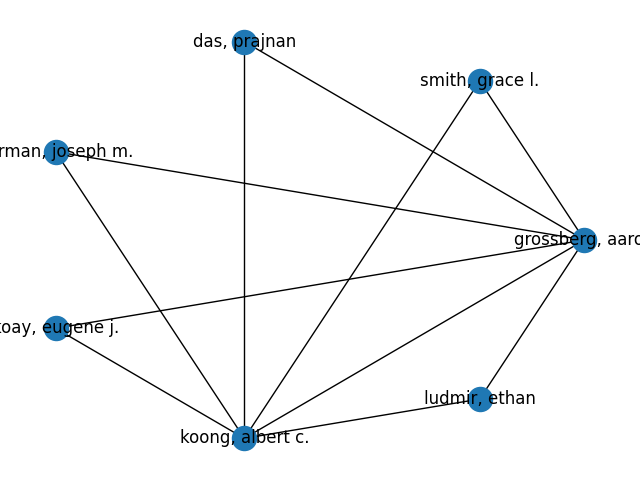 das, prajnan
smith, grace l.
rman, joseph m.
grossberg, aaro
koay, eugene j.
ludmir, ethan
koong, albert c.